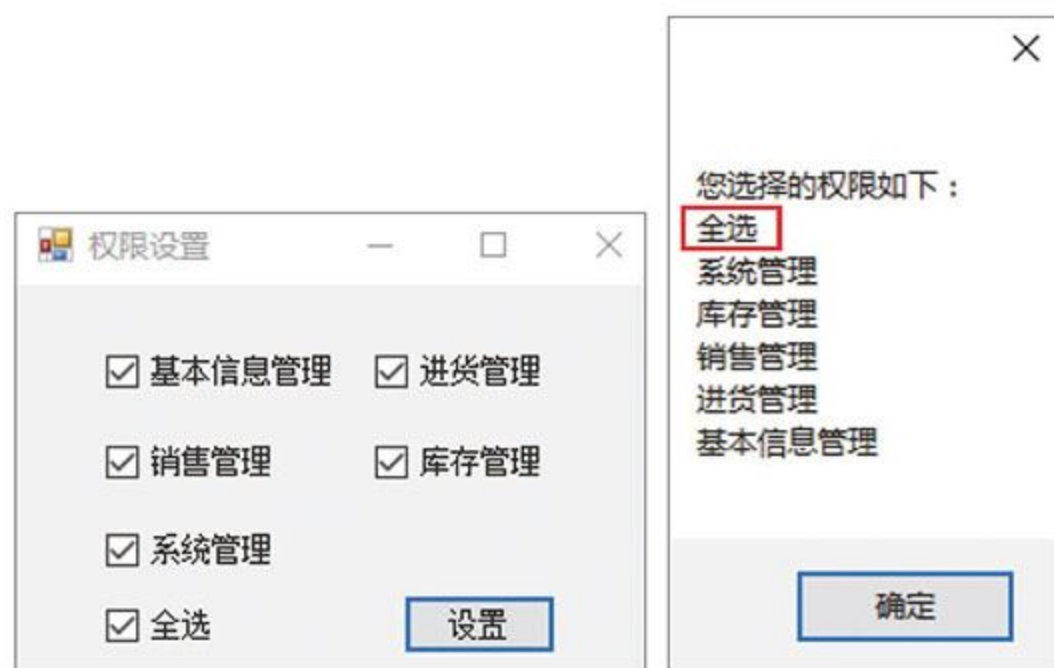 权限设置
基本信息管理 进货管理
销售管理 库存管理
系统管理
全选 设置
您选择的权限如下：
全选
系统管理
库存管理
销售管理
进货管理
基本信息管理
确定